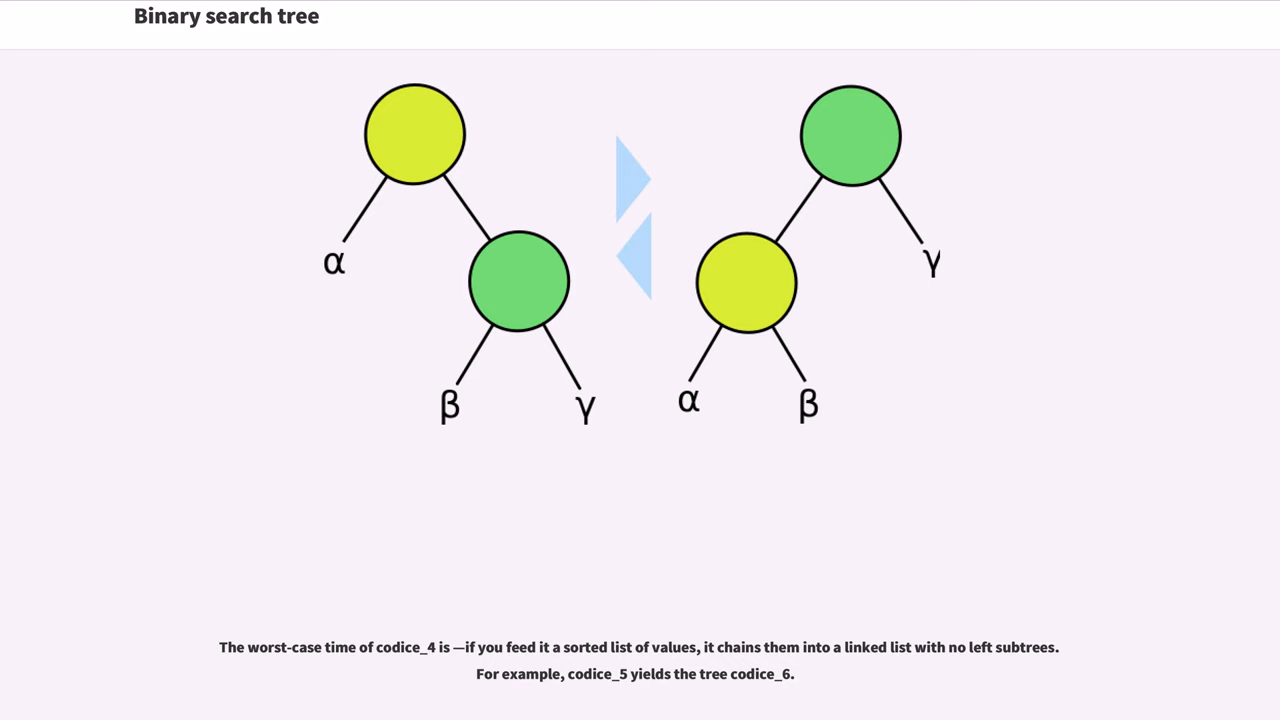 Binary search tree
α
γ
β
γ
α
β
The worst-case time of codice_4 is —if you feed it a sorted list of values, it chains them into a linked list with no left subtrees.
For example, codice_5 yields the tree codice_6.